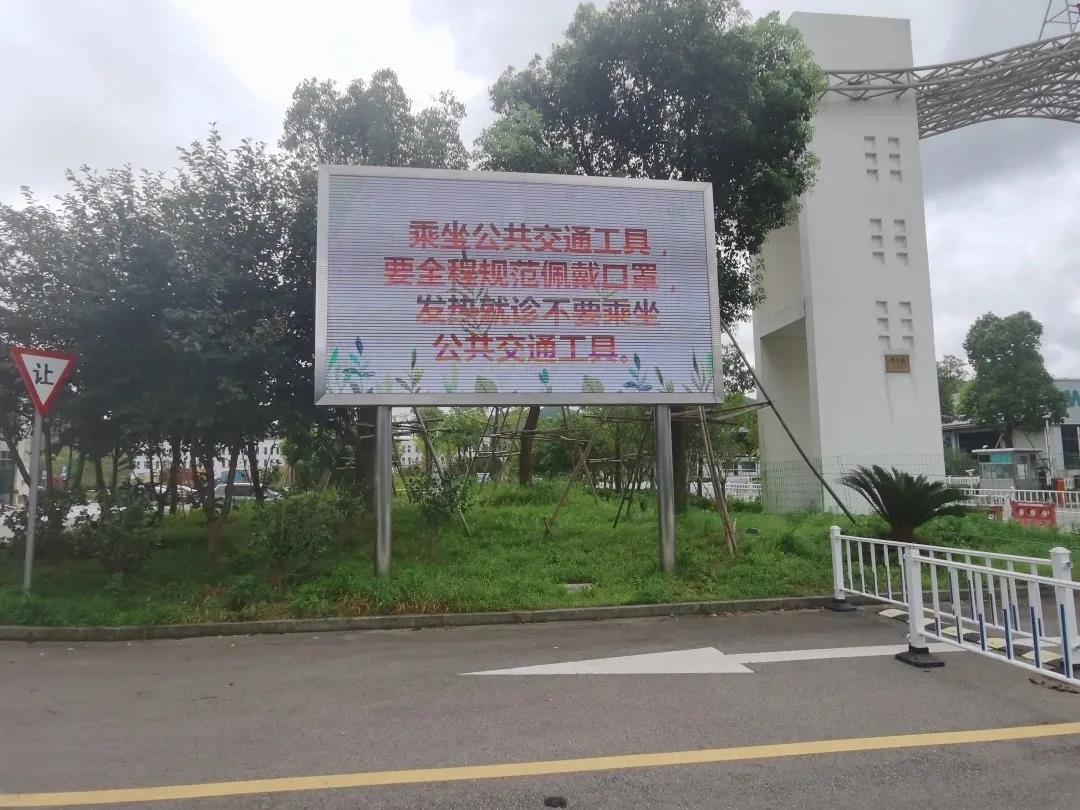 乘坐公共交通工具，
要全程规范佩戴口罩，
发热就诊不要乘坐
公共交通工具。
让